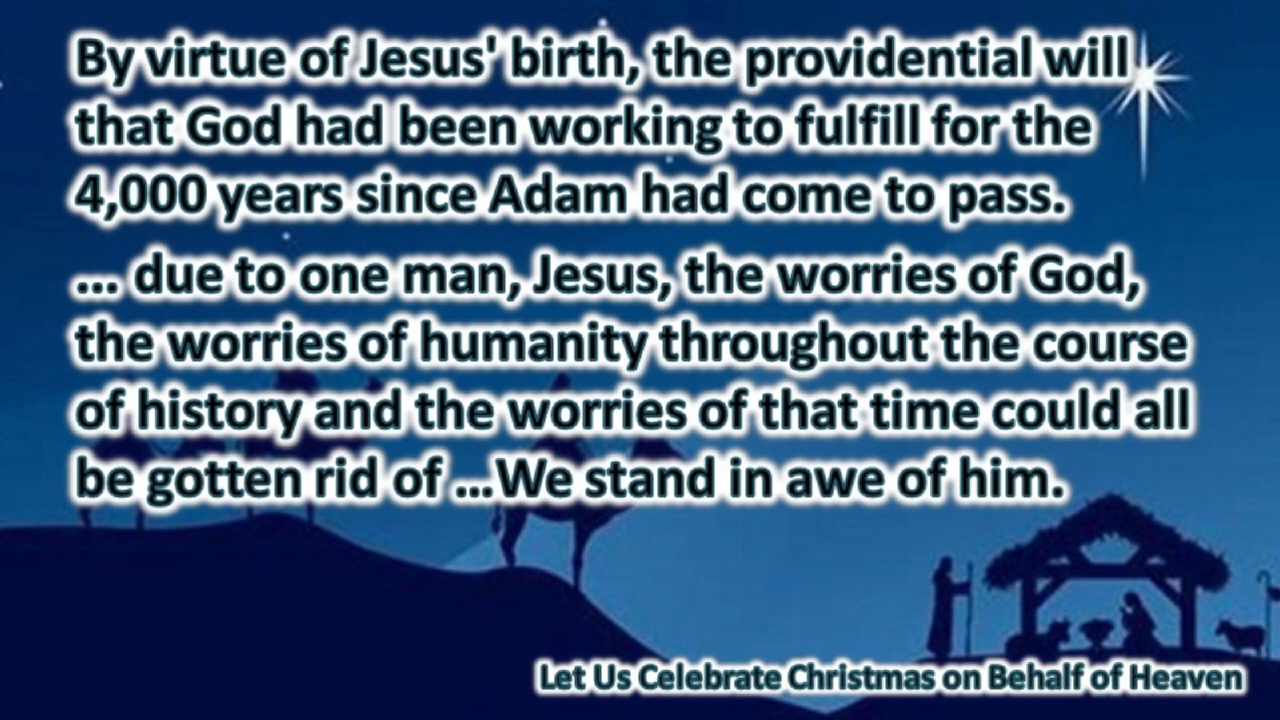 By virtue of Jesus' birth, the providential will
that God had been working to fulfill for the
4,000 years since Adam had come to pass.
... due to one man, Jesus, the worries of God,
the worries of humanity throughout the course
of history and the worries of that time could all
be gotten rid of ...We stand in awe of him.
Let Us Celebrate Christmas on Behalf of Heaven